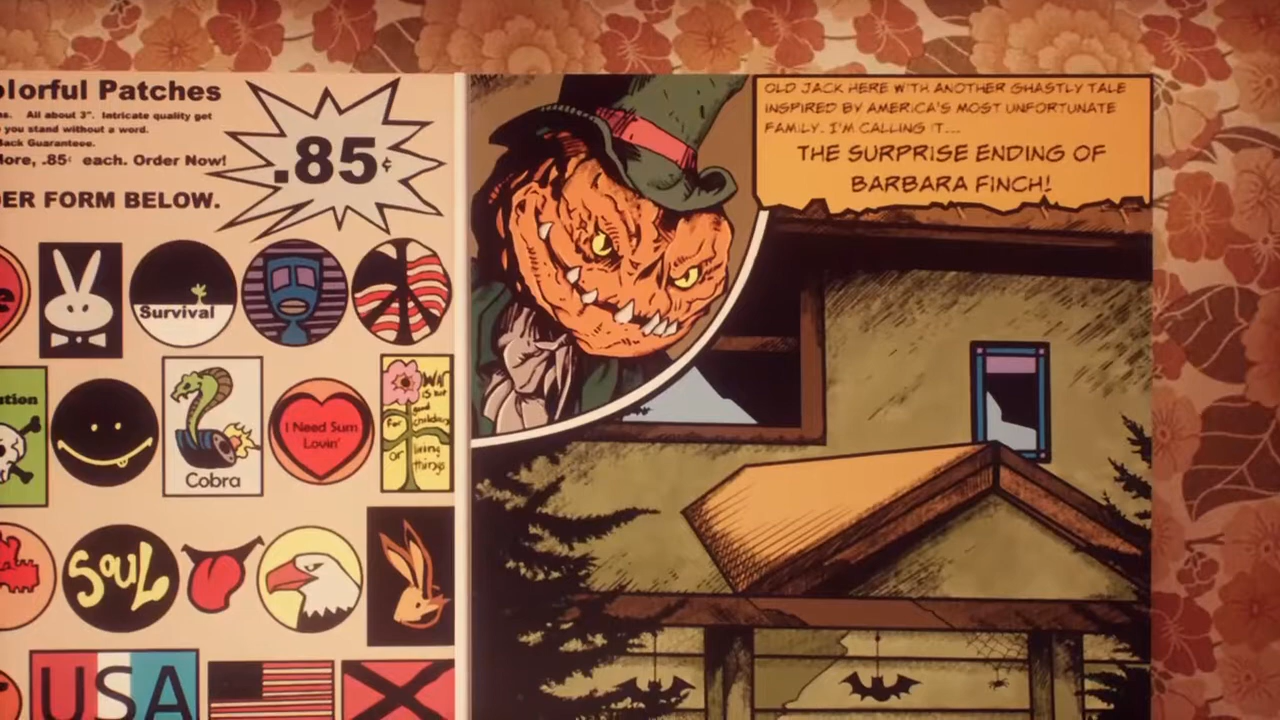 olorful Patches
ns. All about 3". Intricate quality get
you stand without a word.
Back Guarantee.
More, .85¢ each. Order Now!
DER FORM BELOW.
.85¢
Survival
I Need Sum
Lovin'
Cobra
War
is not
good
for children
or living
things
SOUL
USA
OLD JACK HERE WITH ANOTHER GHASTLY TALE
INSPIRED BY AMERICA'S MOST UNFORTUNATE
FAMILY. I'M CALLING IT...
THE SURPRISE ENDING OF
BARBARA FINCH!